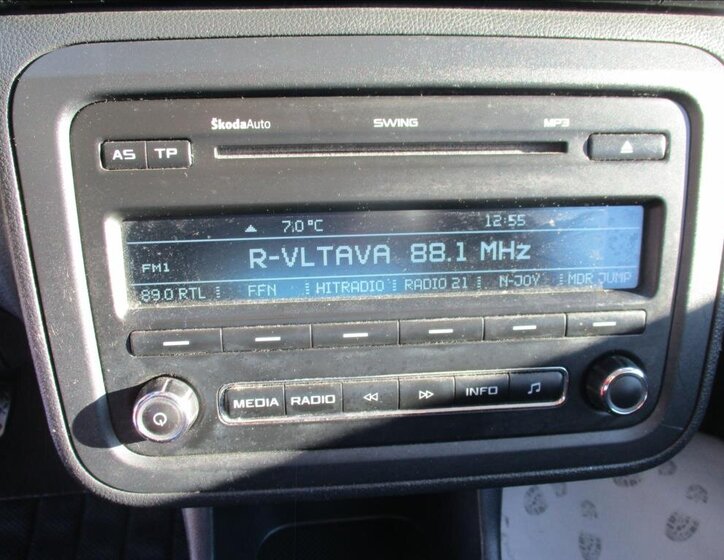 ŠkodaAuto SWING MP3
AS TP
7.0°C 12:55
FM1 R-VLTAVA 88.1 MHz
89.0 RTL FFN HITRADIO RADIO 21 N-JOY MDR JUMP
MEDIA RADIO INFO